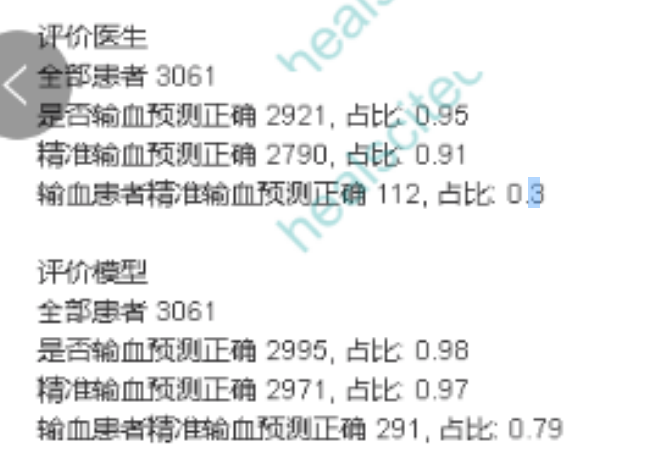 评价医生
全部患者 3061
是否输血预测正确 2921, 占比: 0.95
精准输血预测正确 2790, 占比: 0.91
输血患者精准输血预测正确 112, 占比: 0.3
评价模型
全部患者 3061
是否输血预测正确 2995, 占比: 0.98
精准输血预测正确 2971, 占比: 0.97
输血患者精准输血预测正确 291, 占比: 0.79